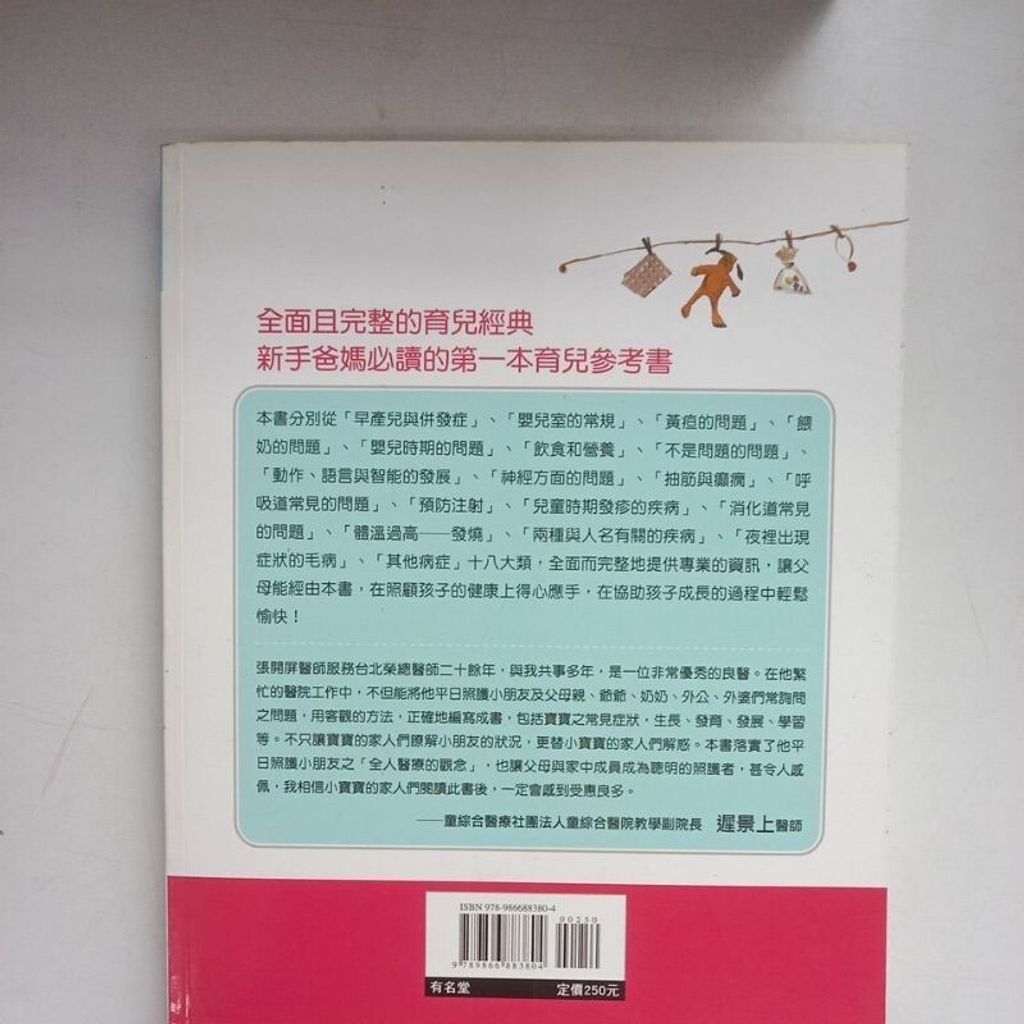 全面且完整的育兒經典
新手爸媽必讀的第一本育兒參考書
本書分別從「早產兒與併發症」、「嬰兒室的常規」、「黃疸的問題」、「餵
奶的問題」、「嬰兒時期的問題」、「飲食和營養」、「不是問題的問題」、
「動作、語言與智能的發展」、「神經方面的問題」、「抽筋與癲癇」、「呼
吸道常見的問題」、「預防注射」、「兒童時期發疹的疾病」、「消化道常見
的問題」、「體溫過高——發燒」、「兩種與人名有關的疾病」、「夜裡出現
症狀的毛病」、「其他病症」十八大類，全面而完整地提供專業的資訊，讓父
母能經由本書，在照顧孩子的健康上得心應手，在協助孩子成長的過程中輕鬆
愉快！
張開屏醫師服務台北榮總醫師二十餘年，與我共事多年，是一位非常優秀的良醫。在他繁
忙的醫院工作中，不但能將他平日照護小朋友及父母親、爺爺、奶奶、外公、外婆們常詢問
之問題，用客觀的方法，正確地編寫成書，包括寶寶之常見症狀，生長、發育、發展、學習
等。不只讓寶寶的家人們瞭解小朋友的狀況，更替小寶寶的家人們解惑。本書落實了他平
日照護小朋友之「全人醫療的觀念」，也讓父母與家中成員成為聰明的照護者，甚令人感
佩，我相信小寶寶的家人們閱讀此書後，一定會感到受惠良多。
——童綜合醫療社團法人童綜合醫院教學副院長 遲景上醫師
ISBN 978-986688380-4
00250
9 789866 883804
有名堂 定價250元